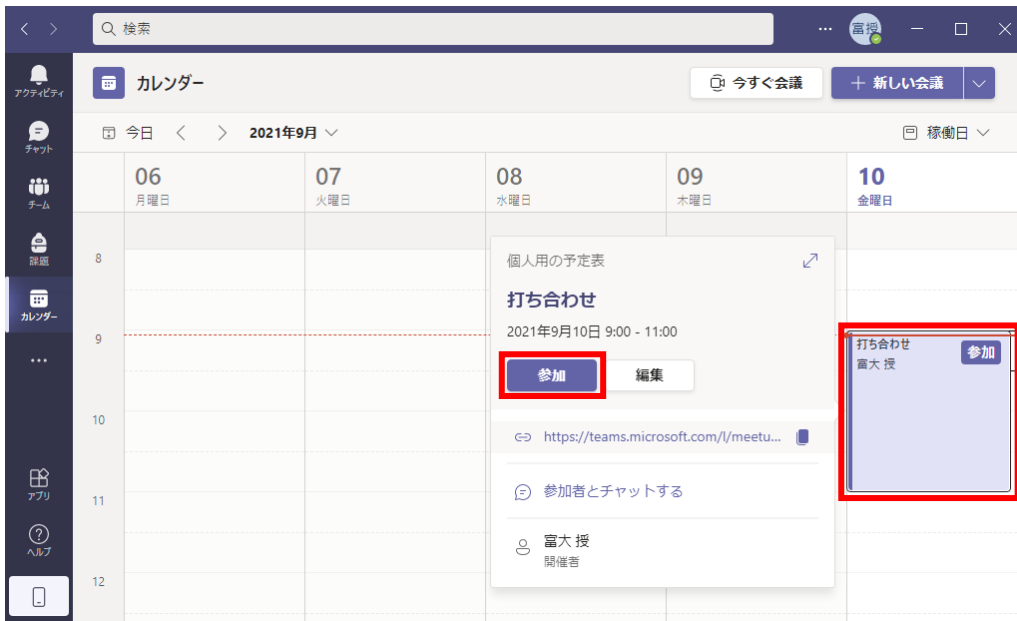 検索
富授
アクティビティ
チャット
チーム
課題
カレンダー
アプリ
ヘルプ
カレンダー
今すぐ会議
新しい会議
今日
2021年9月
稼働日
06
月曜日
07
火曜日
08
水曜日
09
木曜日
10
金曜日
8
9
10
11
12
個人用の予定表
打ち合わせ
2021年9月10日 9:00 - 11:00
参加
編集
https://teams.microsoft.com/l/meetu...
参加者とチャットする
富大 授
開催者
打ち合わせ
富大 授
参加